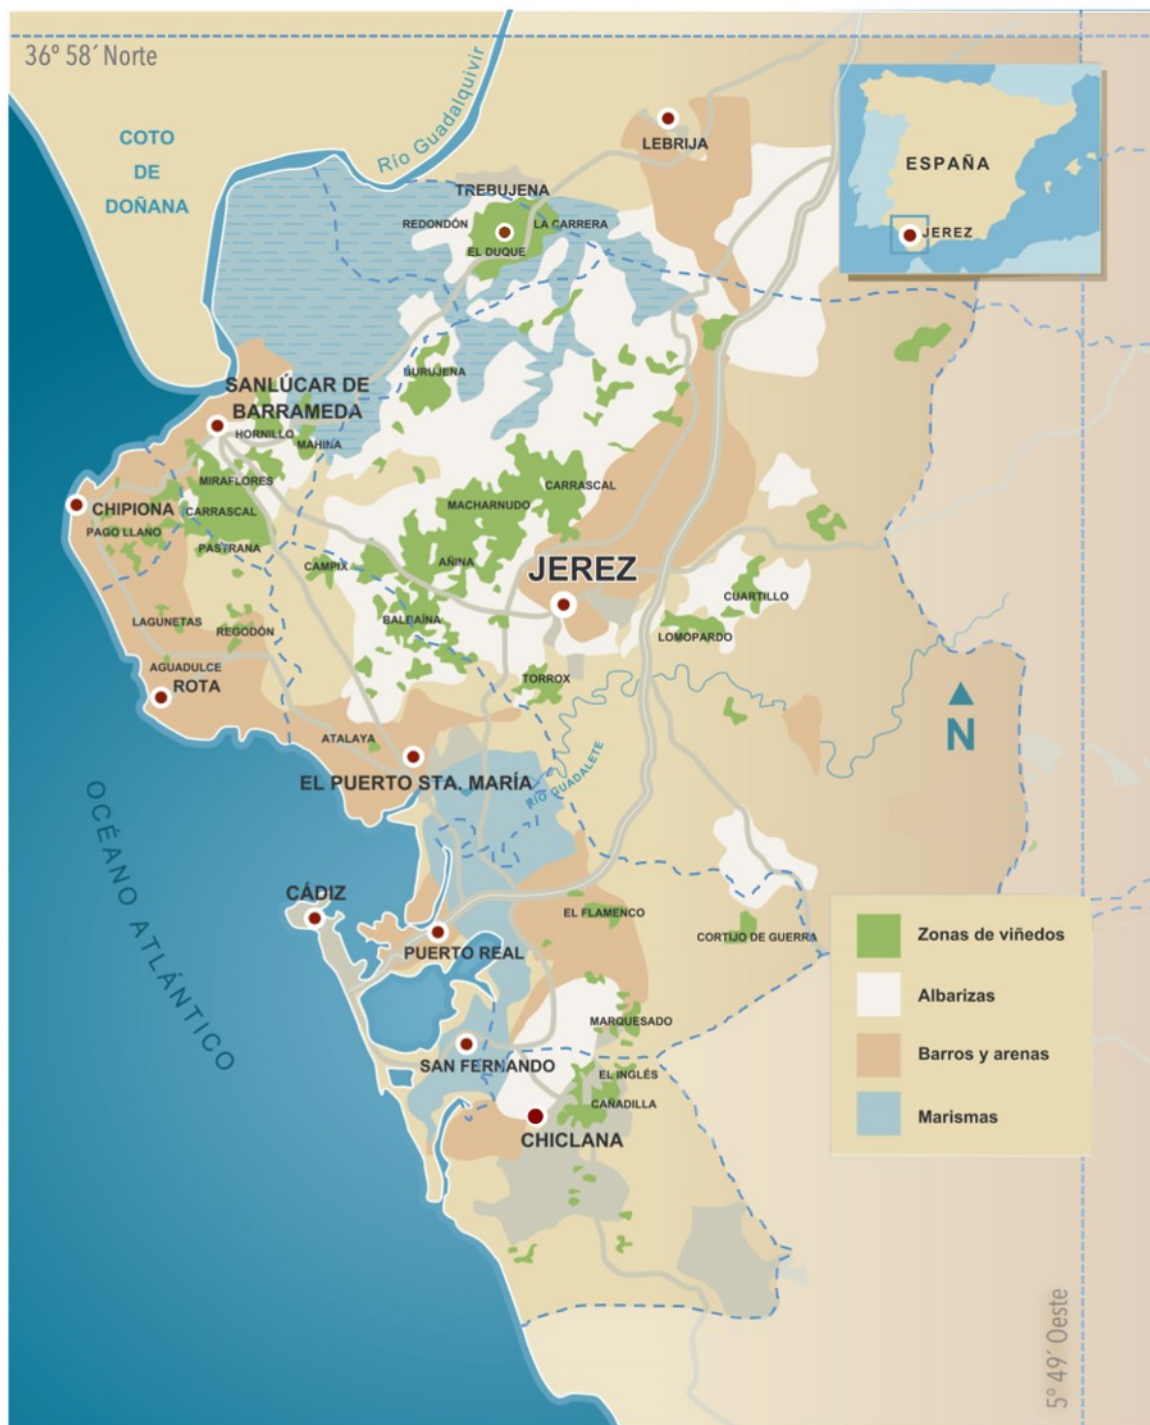 36º 58´ Norte
COTO
DE
DOÑANA
Río Guadalquivir
LEBRIJA
ESPAÑA
JEREZ
TREBUJENA
REDONDÓN
LA CARRERA
EL DUQUE
BURUJENA
SANLÚCAR DE
BARRAMEDA
HORNILLO
MAHINA
MIRAFLORES
CARRASCAL
MACHARNUDO
CHIPIONA
CARRASCAL
PAGO LLANO
PASTRANA
CAMPIX
AÑINA
JEREZ
CUARTILLO
LAGUNETAS
REGODÓN
BALBAÍNA
LOMOPARDO
AGUADULCE
ROTA
TORROX
N
ATALAYA
EL PUERTO STA. MARÍA
RÍO GUADALETE
OCÉANO ATLÁNTICO
CÁDIZ
EL FLAMENCO
PUERTO REAL
CORTIJO DE GUERRA
Zonas de viñedos
Albarizas
Barros y arenas
Marismas
MARQUESADO
SAN FERNANDO
EL INGLÉS
CAÑADILLA
CHICLANA
5º 49´ Oeste